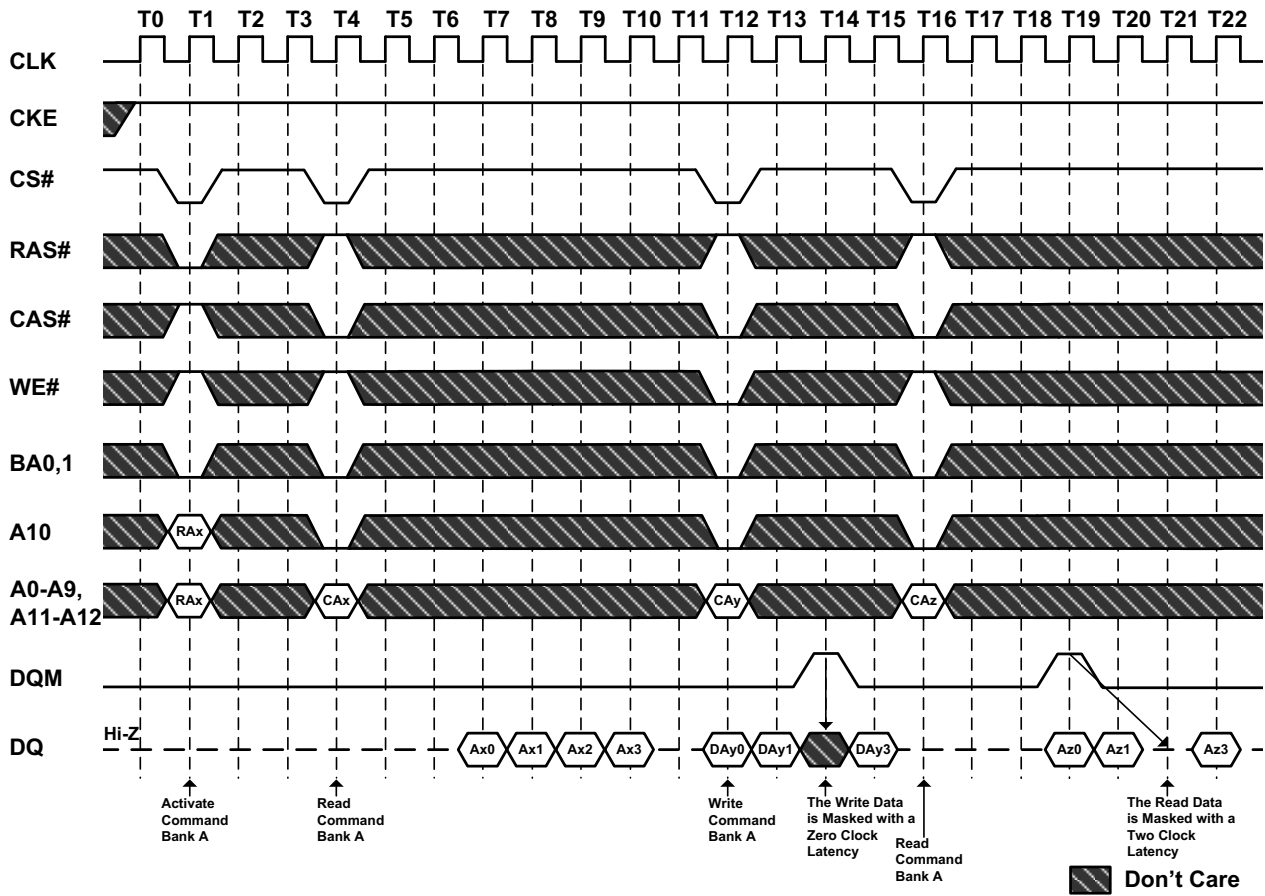 T0 T1 T2 T3 T4 T5 T6 T7 T8 T9 T10 T11 T12 T13 T14 T15 T16 T17 T18 T19 T20 T21 T22
CLK
CKE
CS#
RAS#
CAS#
WE#
BA0,1
A10
RAx
A0-A9,
A11-A12
RAx CAx CAy CAz
DQM
DQ
Hi-Z
Ax0 Ax1 Ax2 Ax3 DAy0 DAy1 DAy3 Az0 Az1 Az3
Activate
Command
Bank A
Read
Command
Bank A
Write
Command
Bank A
The Write Data
is Masked with a
Zero Clock
Latency
Read
Command
Bank A
The Read Data
is Masked with a
Two Clock
Latency
Don't Care